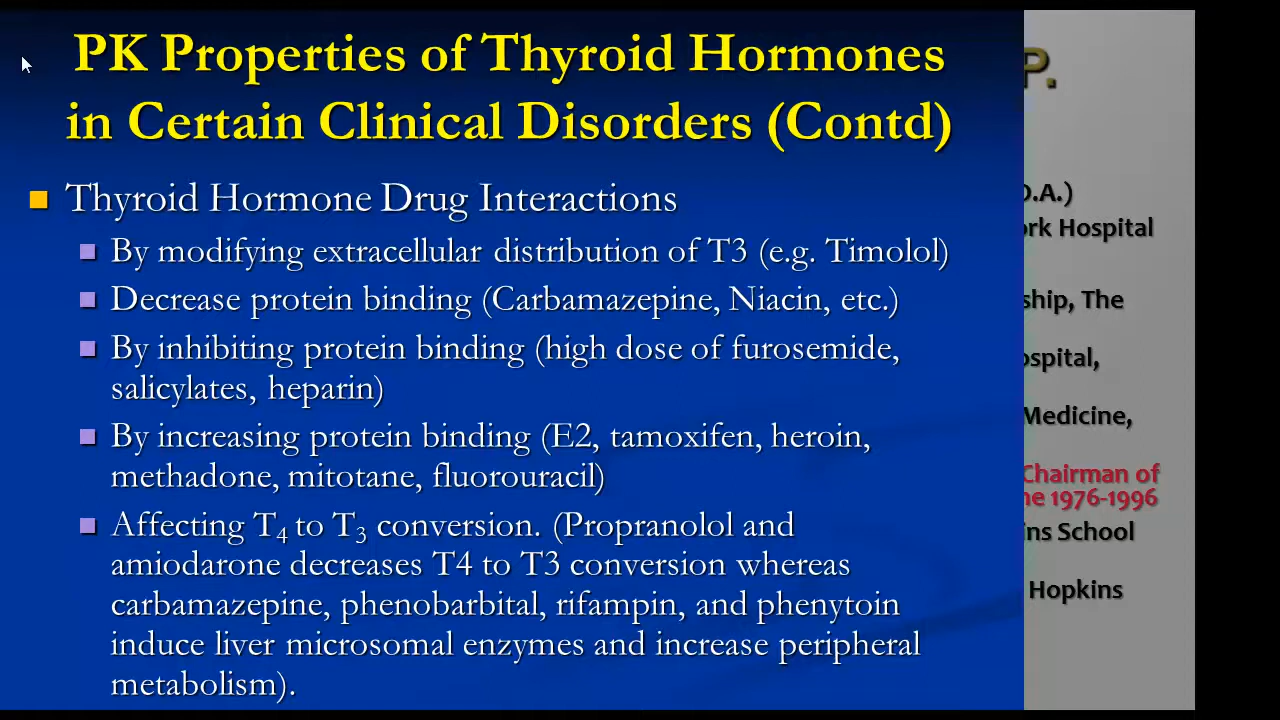 PK Properties of Thyroid Hormones
in Certain Clinical Disorders (Contd)
Thyroid Hormone Drug Interactions
By modifying extracellular distribution of T3 (e.g. Timolol)
Decrease protein binding (Carbamazepine, Niacin, etc.)
By inhibiting protein binding (high dose of furosemide,
salicylates, heparin)
By increasing protein binding (E2, tamoxifen, heroin,
methadone, mitotane, fluorouracil)
Affecting T4 to T3 conversion. (Propranolol and
amiodarone decreases T4 to T3 conversion whereas
carbamazepine, phenobarbital, rifampin, and phenytoin
induce liver microsomal enzymes and increase peripheral
metabolism).
P.
O.A.)
Hospital
The
Medicine,
Chairman of
1976-1996
School
Hopkins